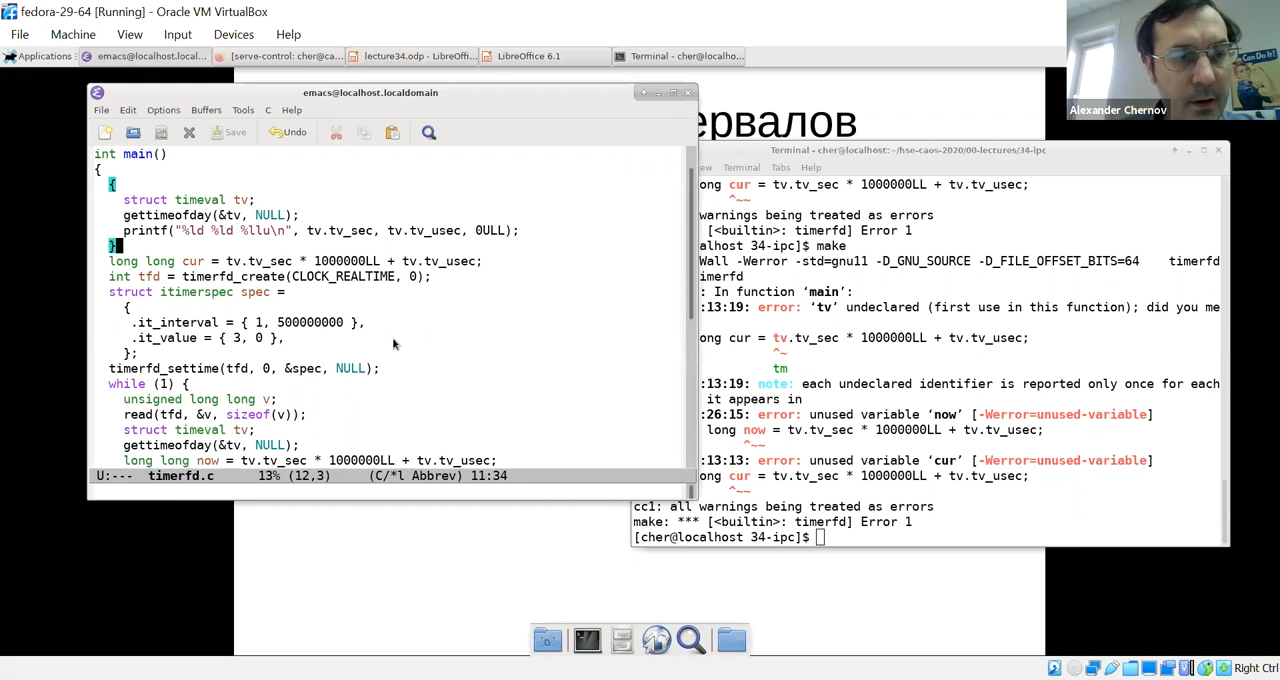 fedora-29-64 [Running] - Oracle VM VirtualBox
File Machine View Input Devices Help
Applications emacs@localhost.local... [serve-control: cher@ca... lecture34.odp - LibreOffi... LibreOffice 6.1 Terminal - cher@localho...
Can Do It!
Alexander Chernov
emacs@localhost.localdomain
File Edit Options Buffers Tools C Help
Save Undo
int main()
{
{
struct timeval tv;
gettimeofday(&tv, NULL);
printf("%ld %ld %llu\n", tv.tv_sec, tv.tv_usec, 0ULL);
}
long long cur = tv.tv_sec * 1000000LL + tv.tv_usec;
int tfd = timerfd_create(CLOCK_REALTIME, 0);
struct itimerspec spec =
{
.it_interval = { 1, 500000000 },
.it_value = { 3, 0 },
};
timerfd_settime(tfd, 0, &spec, NULL);
while (1) {
unsigned long long v;
read(tfd, &v, sizeof(v));
struct timeval tv;
gettimeofday(&tv, NULL);
long long now = tv.tv_sec * 1000000LL + tv.tv_usec;
U:--- timerfd.c 13% (12,3) (C/*l Abbrev) 11:34
ервалов
Terminal - cher@localhost:~/hse-caos-2020/00-lectures/34-ipc
ew Terminal Tabs Help
ong cur = tv.tv_sec * 1000000LL + tv.tv_usec;
^~~
warnings being treated as errors
[<builtin>: timerfd] Error 1
alhost 34-ipc]$ make
Wall -Werror -std=gnu11 -D_GNU_SOURCE -D_FILE_OFFSET_BITS=64 timerfd
imerfd
: In function ‘main’:
:13:19: error: ‘tv’ undeclared (first use in this function); did you me
ong cur = tv.tv_sec * 1000000LL + tv.tv_usec;
^~
tm
:13:19: note: each undeclared identifier is reported only once for each
it appears in
:26:15: error: unused variable ‘now’ [-Werror=unused-variable]
long now = tv.tv_sec * 1000000LL + tv.tv_usec;
^~~
:13:13: error: unused variable ‘cur’ [-Werror=unused-variable]
ong cur = tv.tv_sec * 1000000LL + tv.tv_usec;
^~~
cc1: all warnings being treated as errors
make: *** [<builtin>: timerfd] Error 1
[cher@localhost 34-ipc]$
Right Ctrl